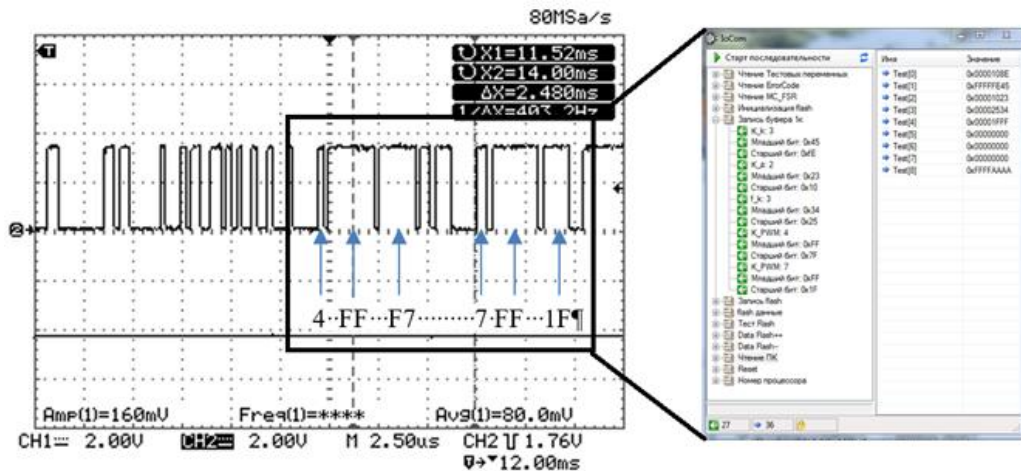 80MSa/s
X1=11.52ms
X2=14.00ms
ΔX=2.480ms
1/ΔX=403.2Hz
T
2
4··FF···F7·········7·FF···1F¶
Amp(1)=160mV Freq(1)=**** Avg(1)=80.0mV
CH1 2.00V CH2 2.00V M 2.50us CH2 1.76V
12.00ms
IoCom
Старт последовательности
Чтение Тестовых переменных
Чтение ErrorCode
Чтение MC_FSR
Инициализация flash
Запись буфера 1к
K_k: 3
Младший бит: 0x45
Старший бит: 0xfE
K_z: 2
Младший бит: 0x23
Старший бит: 0x10
f_k: 3
Младший бит: 0x34
Старший бит: 0x25
K_PWM: 4
Младший бит: 0xFF
Старший бит: 0x7F
K_PWM: 7
Младший бит: 0xFF
Старший бит: 0x1F
Запись flash
flash данные
Тест Flash
Data Flash++
Data Flash--
Чтение ПК
Reset
Номер процессора
Имя Значение
Test[0] 0x0000108E
Test[1] 0xFFFFFE45
Test[2] 0x00001023
Test[3] 0x00002534
Test[4] 0x00001FFF
Test[5] 0x00000000
Test[6] 0x00000000
Test[7] 0x00000000
Test[8] 0xFFFFAAAA
27 36